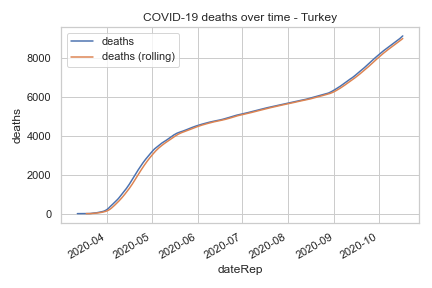 COVID-19 deaths over time - Turkey
deaths
deaths (rolling)
8000
6000
4000
2000
0
deaths
2020-04
2020-05
2020-06
2020-07
2020-08
2020-09
2020-10
dateRep